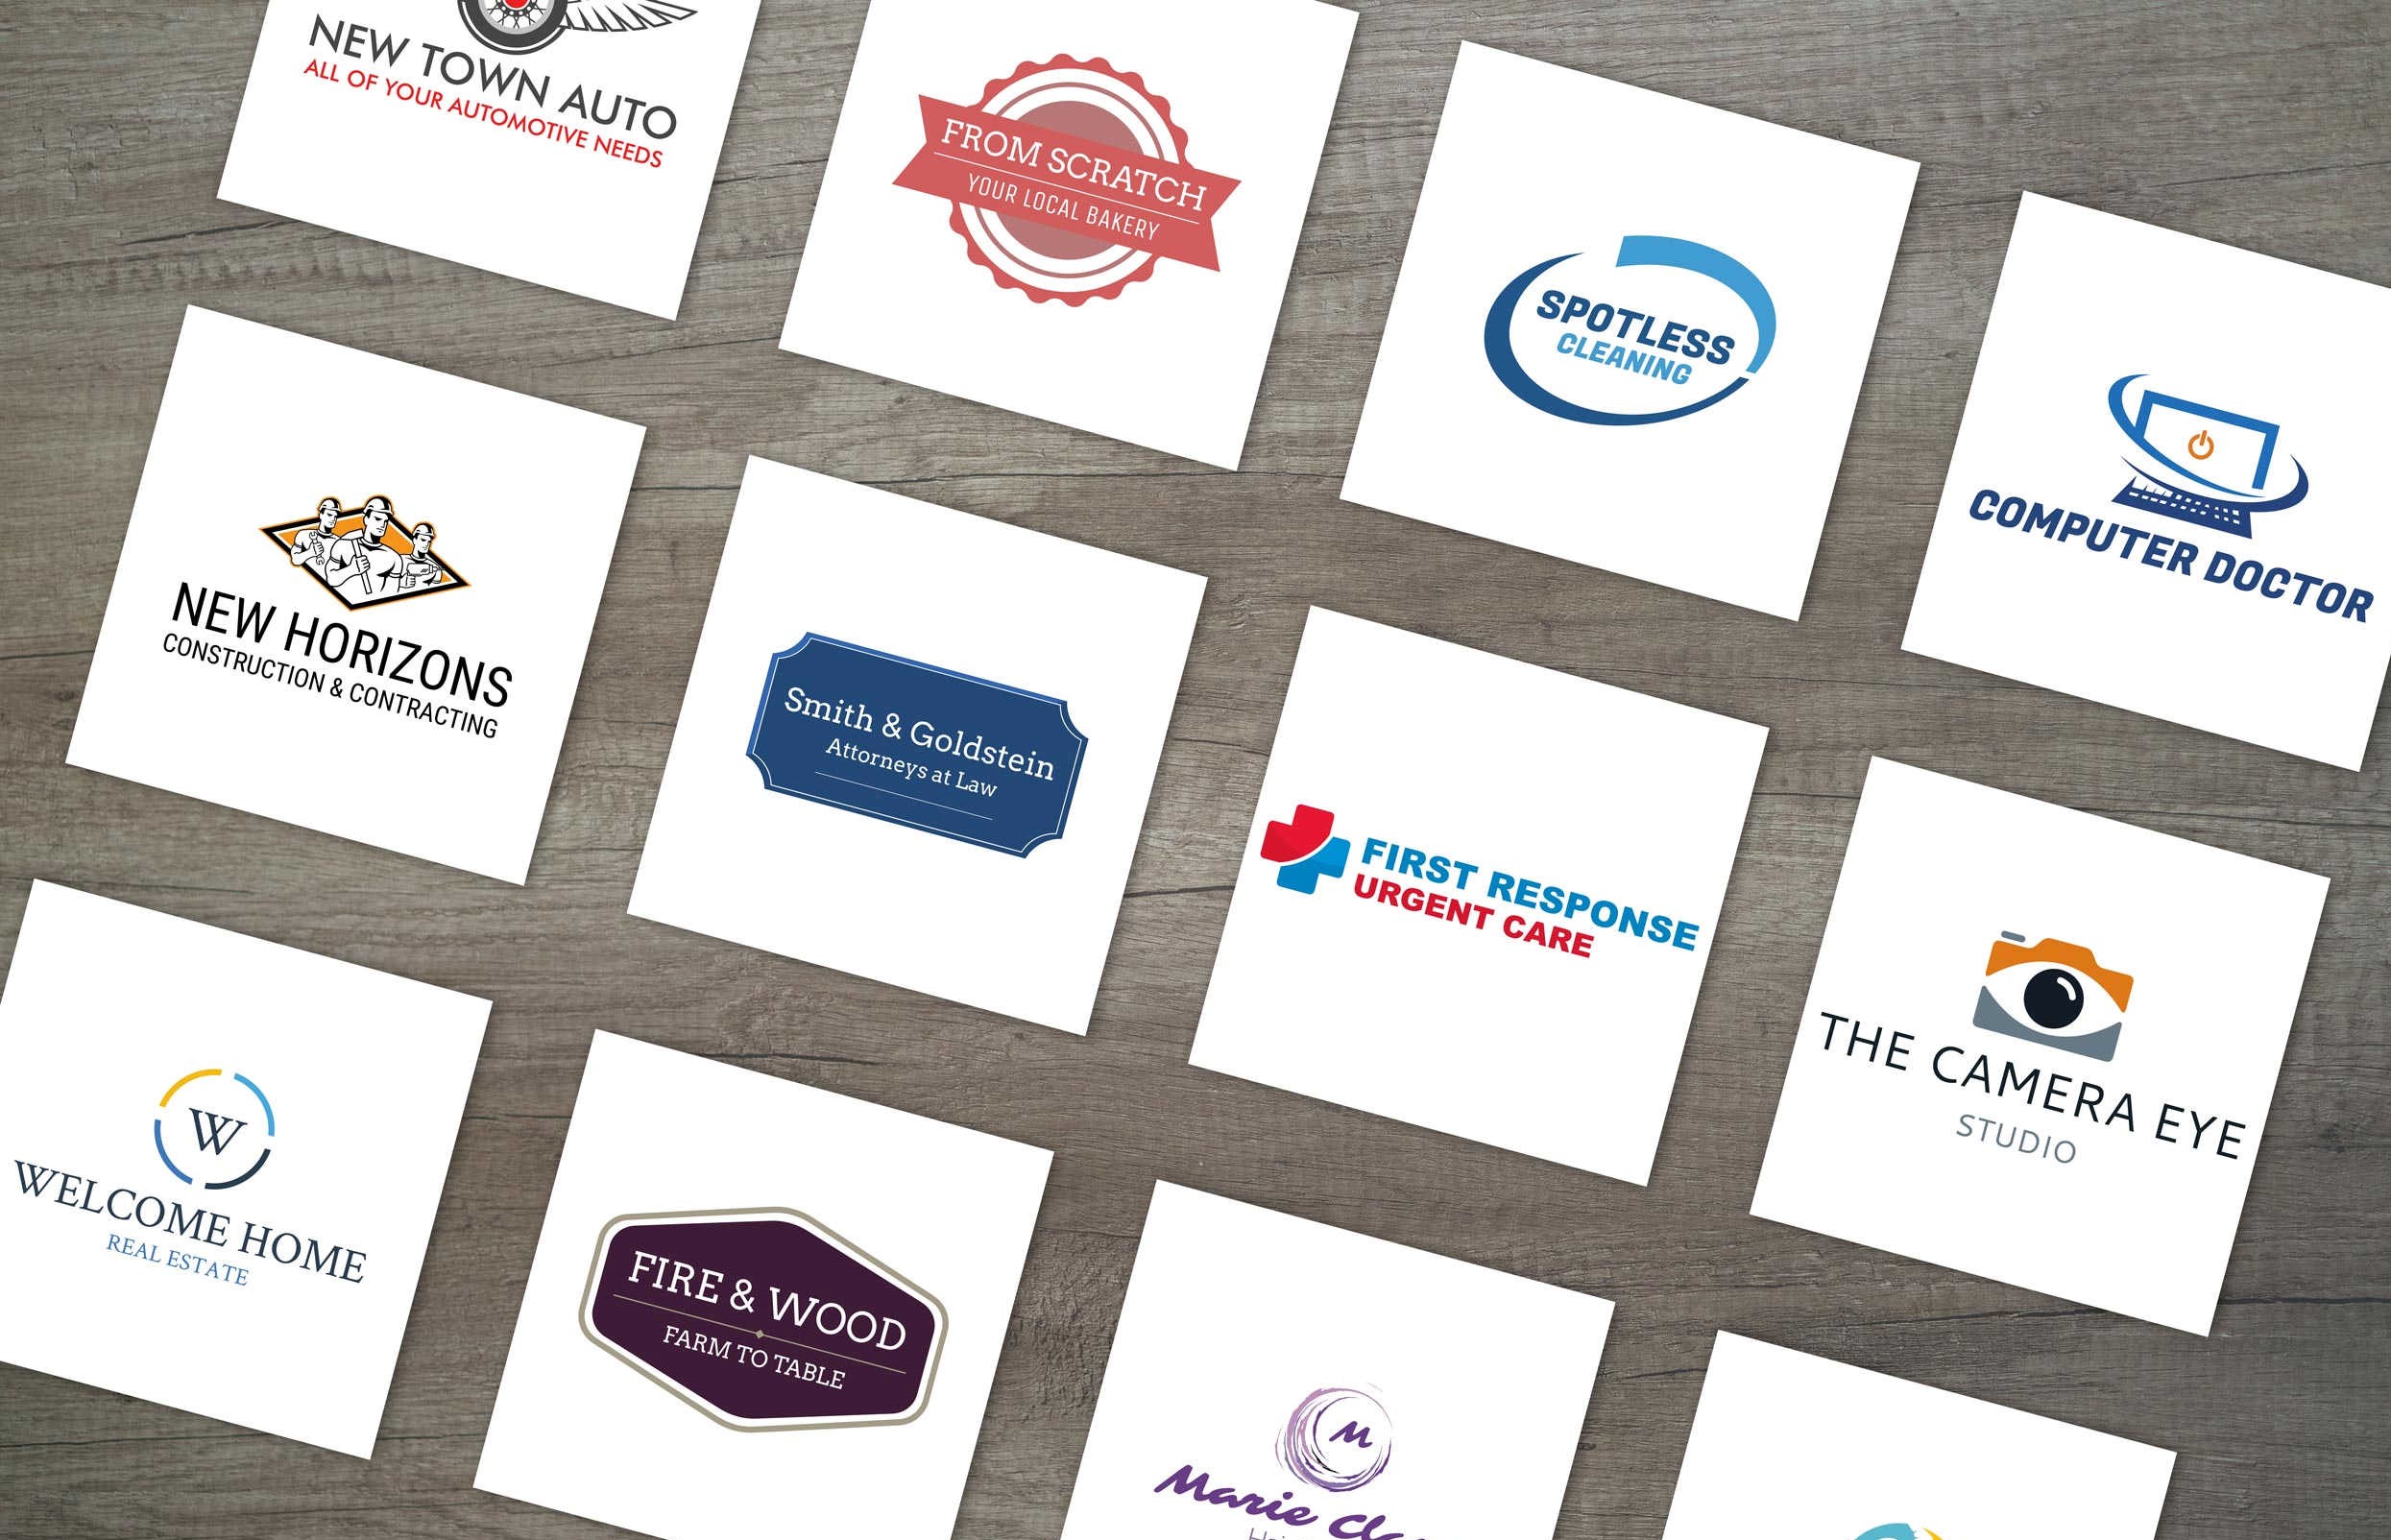 NEW TOWN AUTO
ALL OF YOUR AUTOMOTIVE NEEDS
FROM SCRATCH
YOUR LOCAL BAKERY
SPOTLESS
CLEANING
COMPUTER DOCTOR
NEW HORIZONS
CONSTRUCTION & CONTRACTING
Smith & Goldstein
Attorneys at Law
FIRST RESPONSE
URGENT CARE
THE CAMERA EYE
STUDIO
W
WELCOME HOME
REAL ESTATE
FIRE & WOOD
FARM TO TABLE
M
Marie